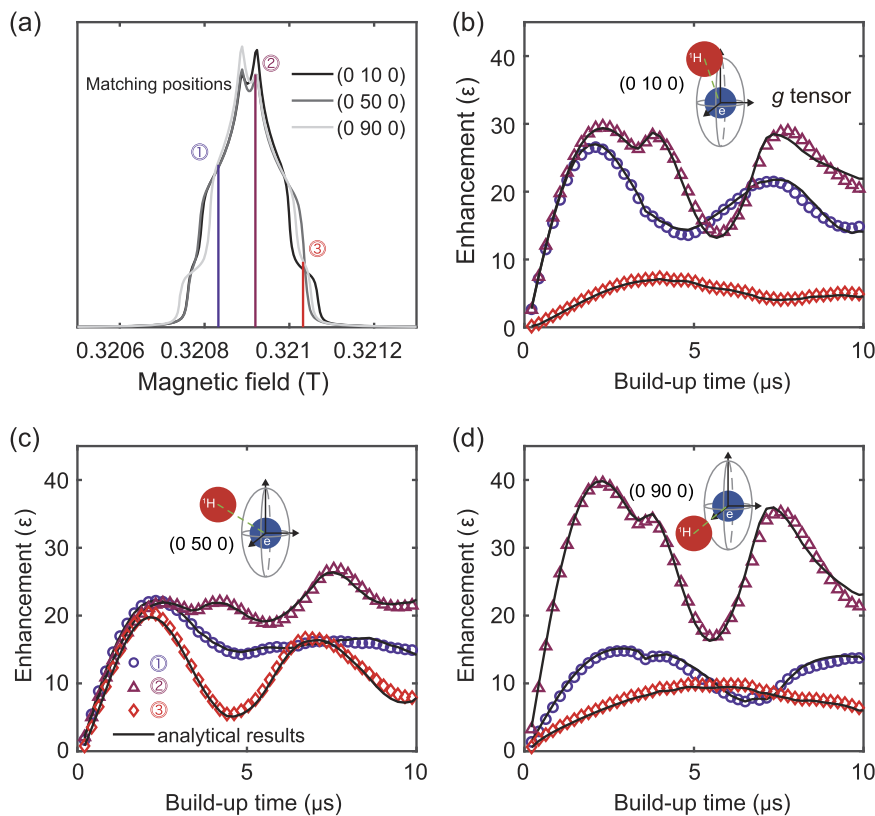 (a)
Matching positions
①
②
③
(0 10 0)
(0 50 0)
(0 90 0)
0.3206
0.3208
0.321
0.3212
Magnetic field (T)
(b)
Enhancement (ε)
40
30
20
10
0
0
5
10
Build-up time (μs)
(0 10 0)
¹H
e
g tensor
(c)
Enhancement (ε)
40
30
20
10
0
0.3205
0.321
10
Build-up time (μs)
¹H
e
(0 50 0)
①
②
③
analytical results
(d)
Enhancement (ε)
40
30
20
10
0
0
5
10
Build-up time (μs)
(0 90 0)
¹H
e